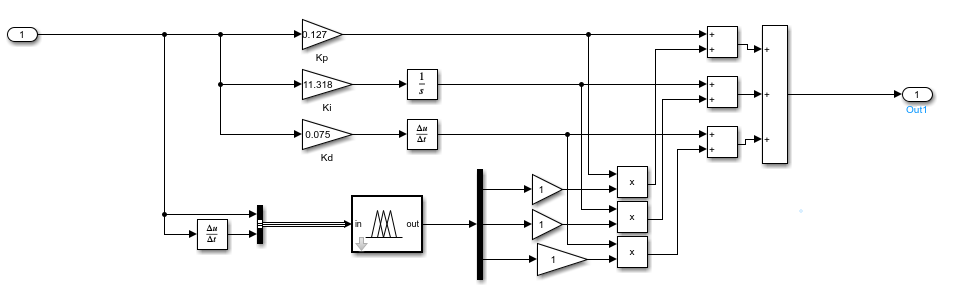 1
0.127
+
+
Kp
+
11.318
1
s
+
+
+
1
Ki
Out1
0.075
Δu
Δt
+
+
+
Kd
1
x
in
out
1
x
Δu
Δt
1
x